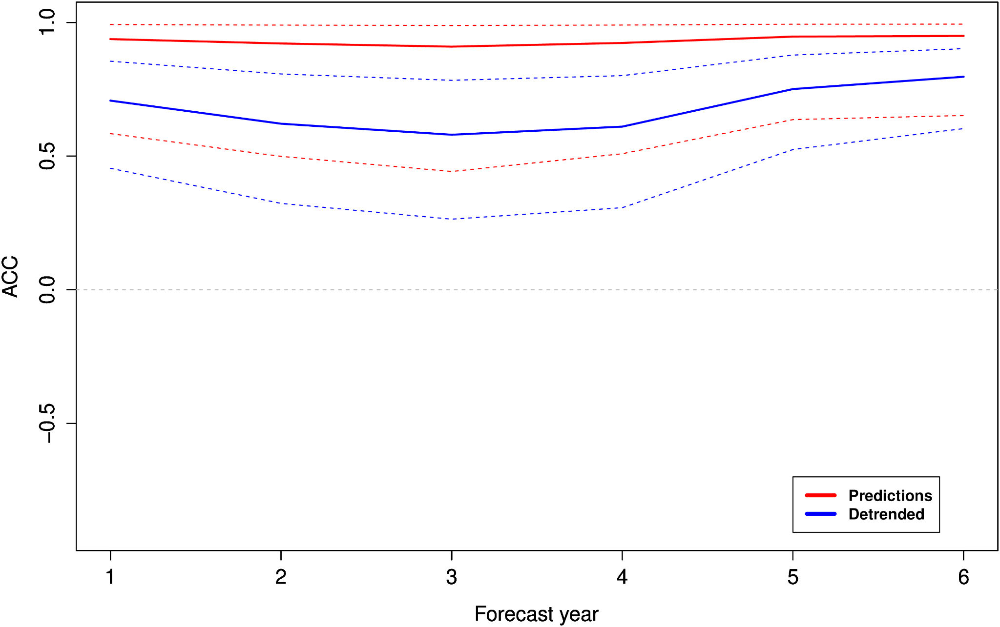 1.0
0.5
0.0
−0.5
ACC
1 2 3 4 5 6
Forecast year
Predictions
Detrended